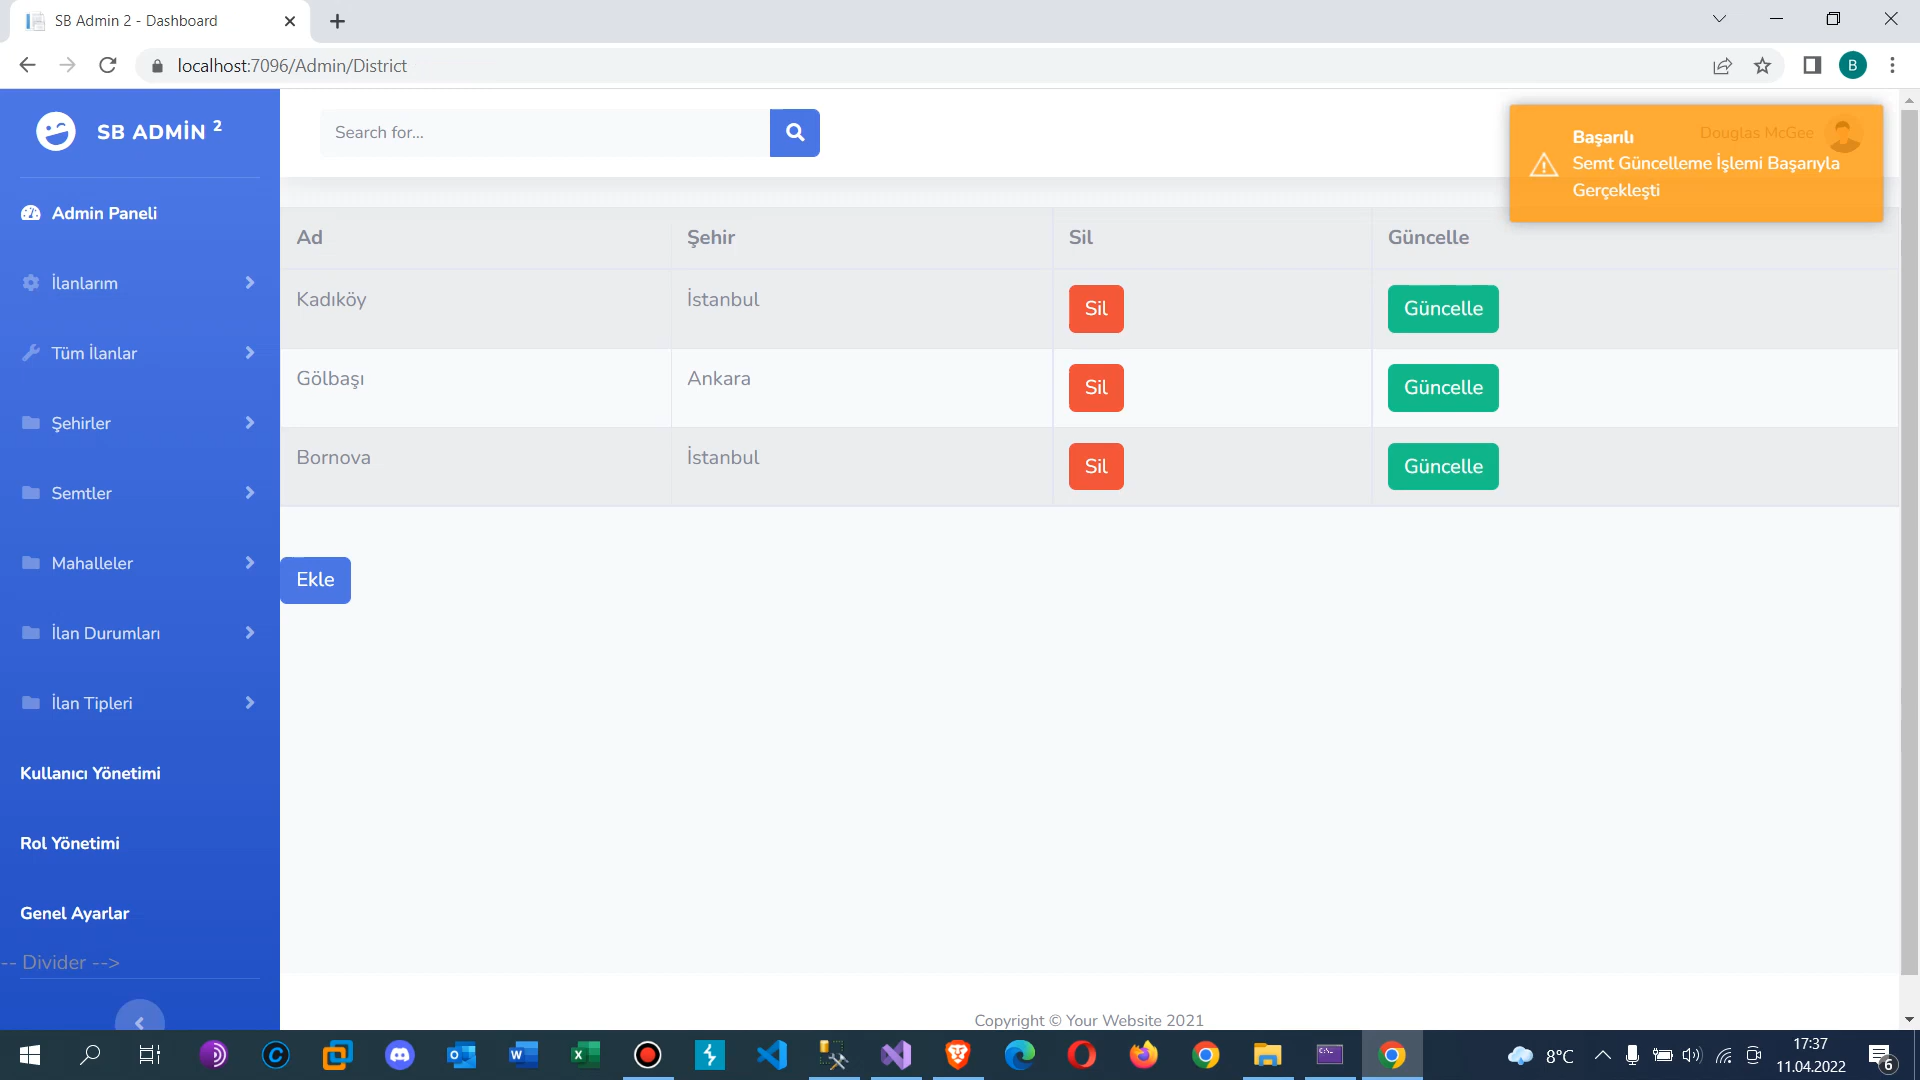 SB Admin 2 - Dashboard
localhost:7096/Admin/District
B
SB ADMİN 2
Search for...
Douglas McGee
Başarılı
Semt Güncelleme İşlemi Başarıyla
Gerçekleşti
Admin Paneli
İlanlarım
Tüm İlanlar
Şehirler
Semtler
Mahalleler
İlan Durumları
İlan Tipleri
Kullanıcı Yönetimi
Rol Yönetimi
Genel Ayarlar
-- Divider -->
Ad Şehir Sil Güncelle
Kadıköy İstanbul Sil Güncelle
Gölbaşı Ankara Sil Güncelle
Bornova İstanbul Sil Güncelle
Ekle
Copyright © Your Website 2021
8°C
17:37
11.04.2022
6